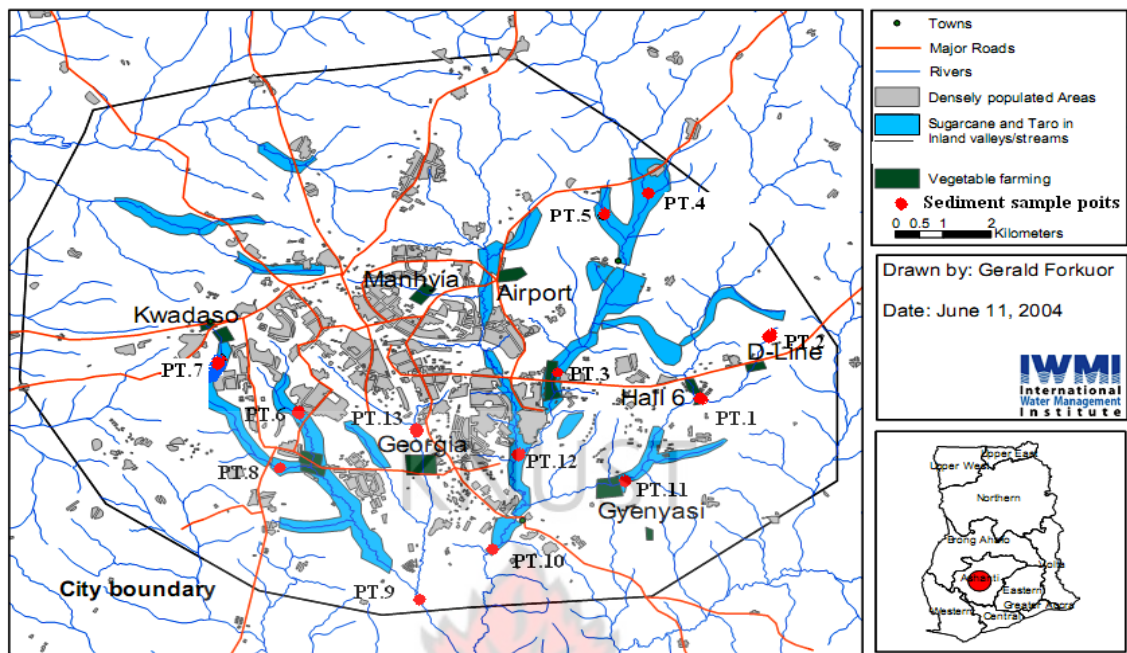 PT.4
PT.5
Manhyia
Airport
Kwadaso
PT.2
D-Line
PT.7
PT.3
Hall 6
PT.6
PT.13
PT.1
Georgia
PT.12
PT.8
KNUST
PT.11
Gyenyasi
PT.10
City boundary
PT.9
Towns
Major Roads
Rivers
Densely populated Areas
Sugarcane and Taro in
Inland valleys/streams
Vegetable farming
Sediment sample poits
0 0.5 1 2
Kilometers
Drawn by: Gerald Forkuor
Date: June 11, 2004
IWMI
International
Water Management
Institute
Upper East
Upper West
Northern
Brong Ahafo
Volta
Ashanti
Eastern
Greater Accra
Western
Central